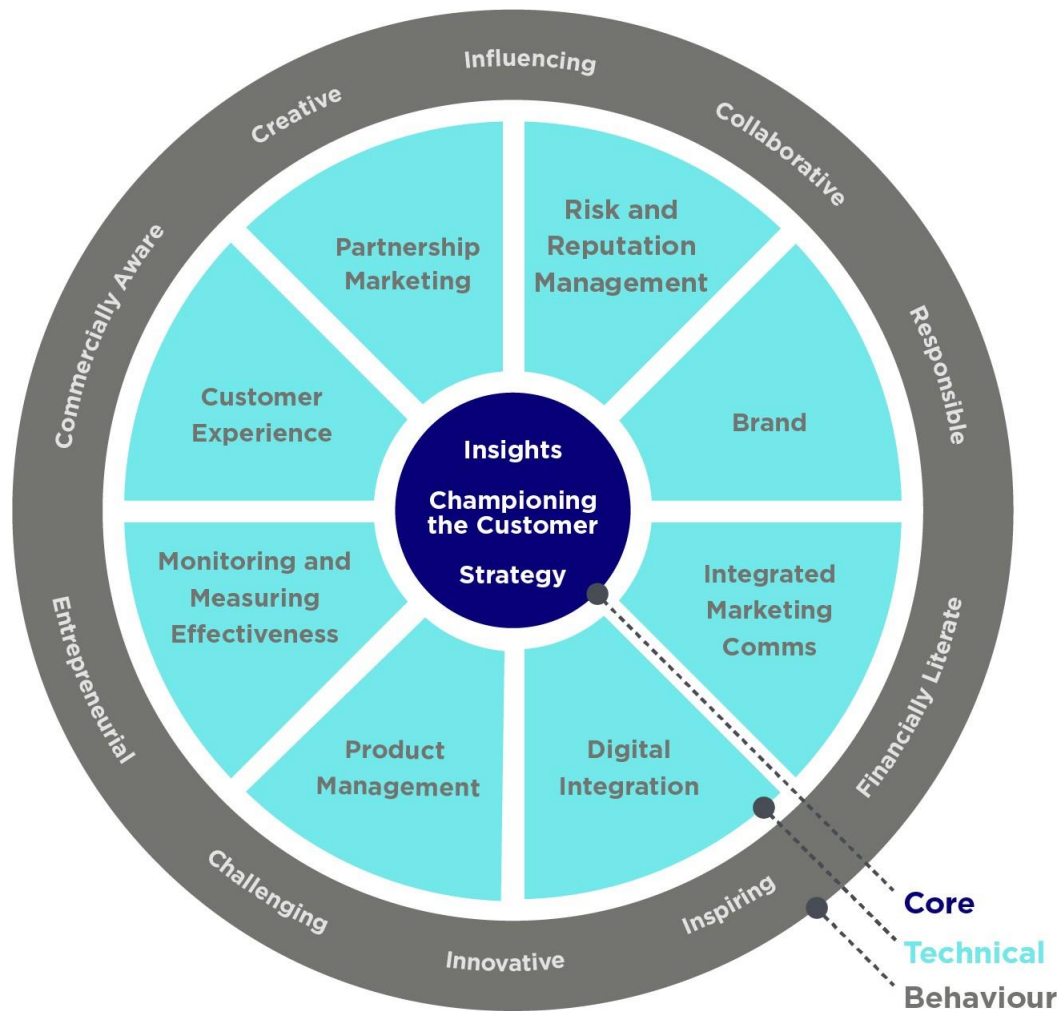 Influencing
Collaborative
Responsible
Financially Literate
Inspiring
Innovative
Challenging
Entrepreneurial
Commercially Aware
Creative
Partnership
Marketing
Risk and
Reputation
Management
Brand
Integrated
Marketing
Comms
Digital
Integration
Product
Management
Monitoring and
Measuring
Effectiveness
Customer
Experience
Insights
Championing
the Customer
Strategy
Core
Technical
Behaviour